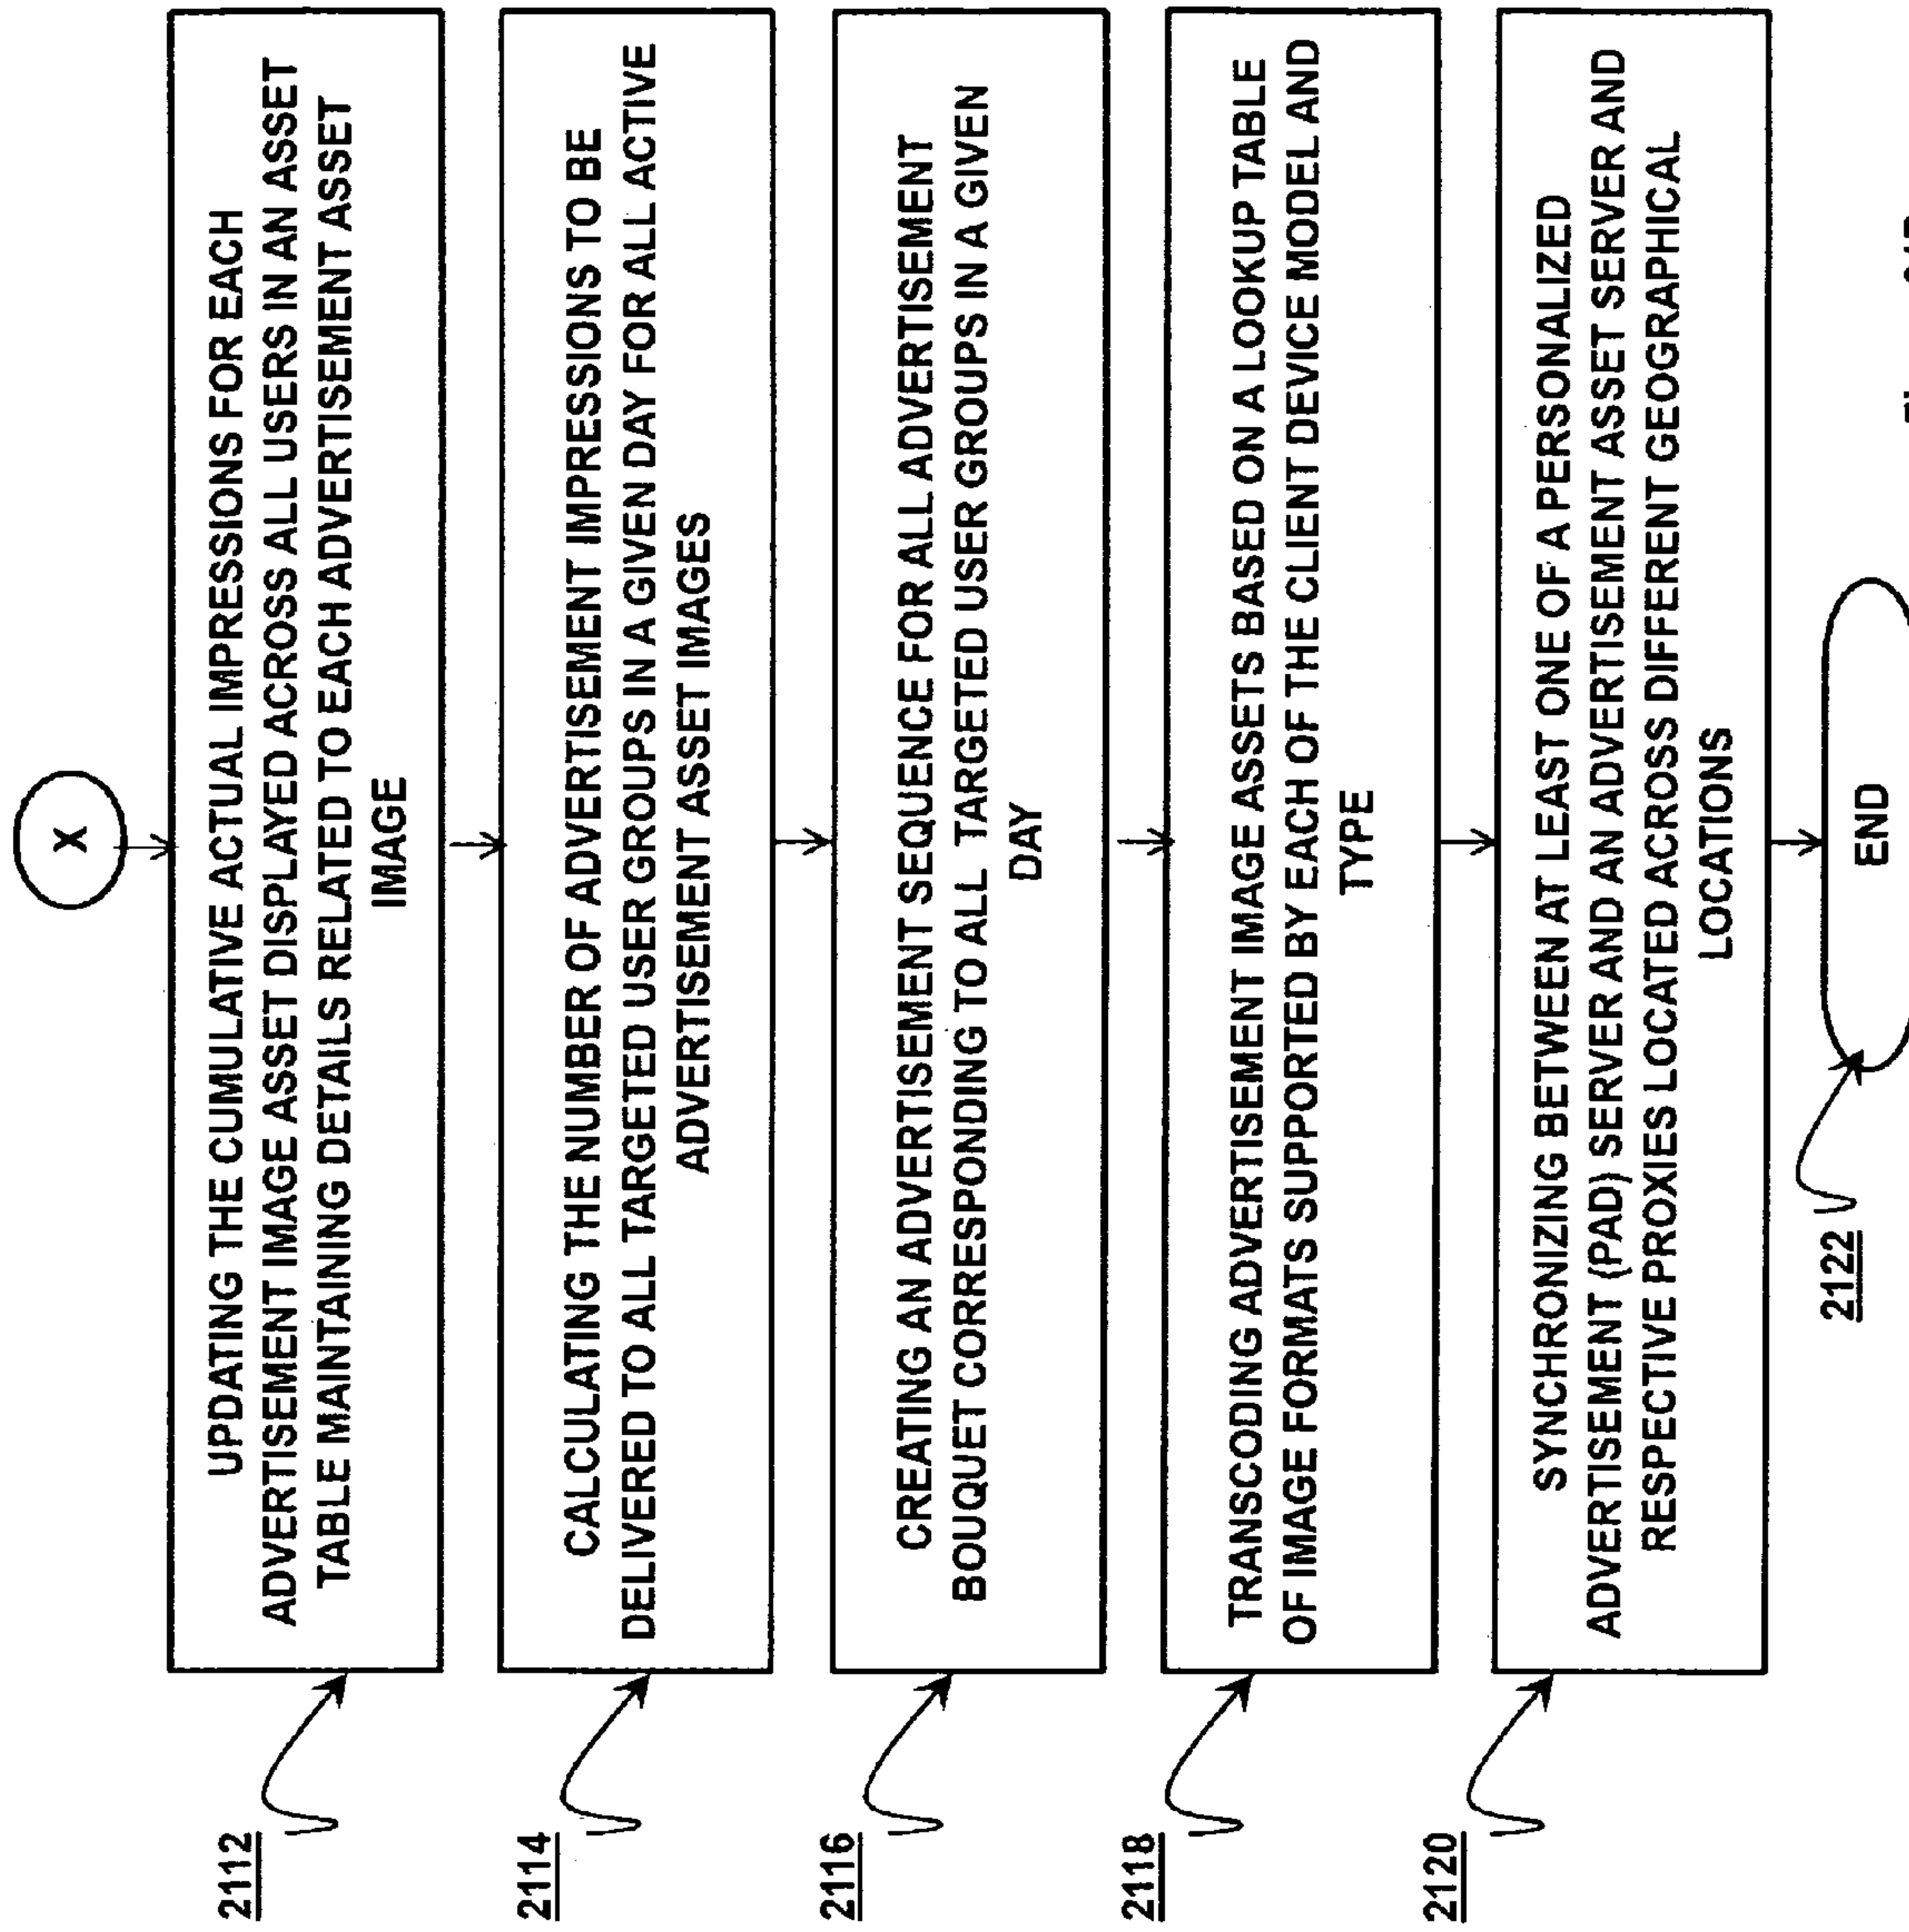 X
2112
UPDATING THE CUMULATIVE ACTUAL IMPRESSIONS FOR EACH
ADVERTISEMENT IMAGE ASSET DISPLAYED ACROSS ALL USERS IN AN ASSET
TABLE MAINTAINING DETAILS RELATED TO EACH ADVERTISEMENT ASSET
IMAGE
2114
CALCULATING THE NUMBER OF ADVERTISEMENT IMPRESSIONS TO BE
DELIVERED TO ALL TARGETED USER GROUPS IN A GIVEN DAY FOR ALL ACTIVE
ADVERTISEMENT ASSET IMAGES
2116
CREATING AN ADVERTISEMENT SEQUENCE FOR ALL ADVERTISEMENT
BOUQUET CORRESPONDING TO ALL TARGETED USER GROUPS IN A GIVEN
DAY
2118
TRANSCODING ADVERTISEMENT IMAGE ASSETS BASED ON A LOOKUP TABLE
OF IMAGE FORMATS SUPPORTED BY EACH OF THE CLIENT DEVICE MODEL AND
TYPE
2120
SYNCHRONIZING BETWEEN AT LEAST ONE OF A PERSONALIZED
ADVERTISEMENT (PAD) SERVER AND AN ADVERTISEMENT ASSET SERVER AND
RESPECTIVE PROXIES LOCATED ACROSS DIFFERENT GEOGRAPHICAL
LOCATIONS
2122
END